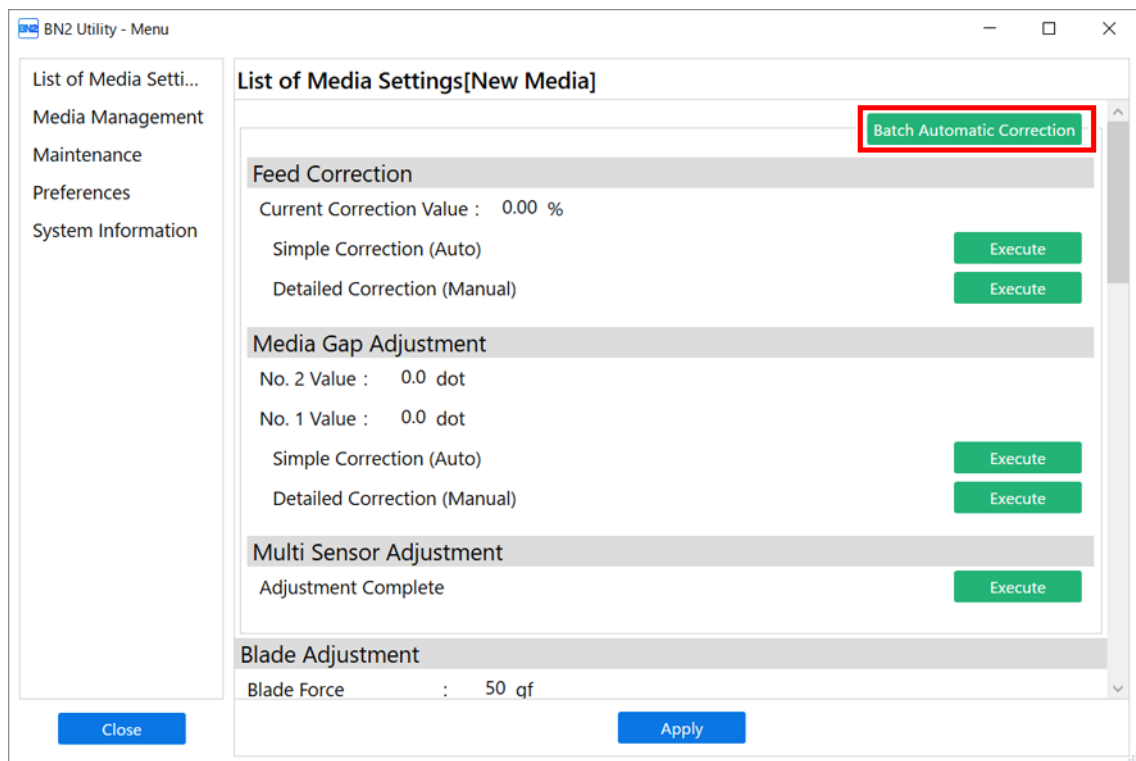 BN2 BN2 Utility - Menu
List of Media Setti...
Media Management
Maintenance
Preferences
System Information
List of Media Settings[New Media]
Batch Automatic Correction
Feed Correction
Current Correction Value : 0.00 %
Simple Correction (Auto) Execute
Detailed Correction (Manual) Execute
Media Gap Adjustment
No. 2 Value : 0.0 dot
No. 1 Value : 0.0 dot
Simple Correction (Auto) Execute
Detailed Correction (Manual) Execute
Multi Sensor Adjustment
Adjustment Complete Execute
Blade Adjustment
Blade Force : 50 gf
Close
Apply